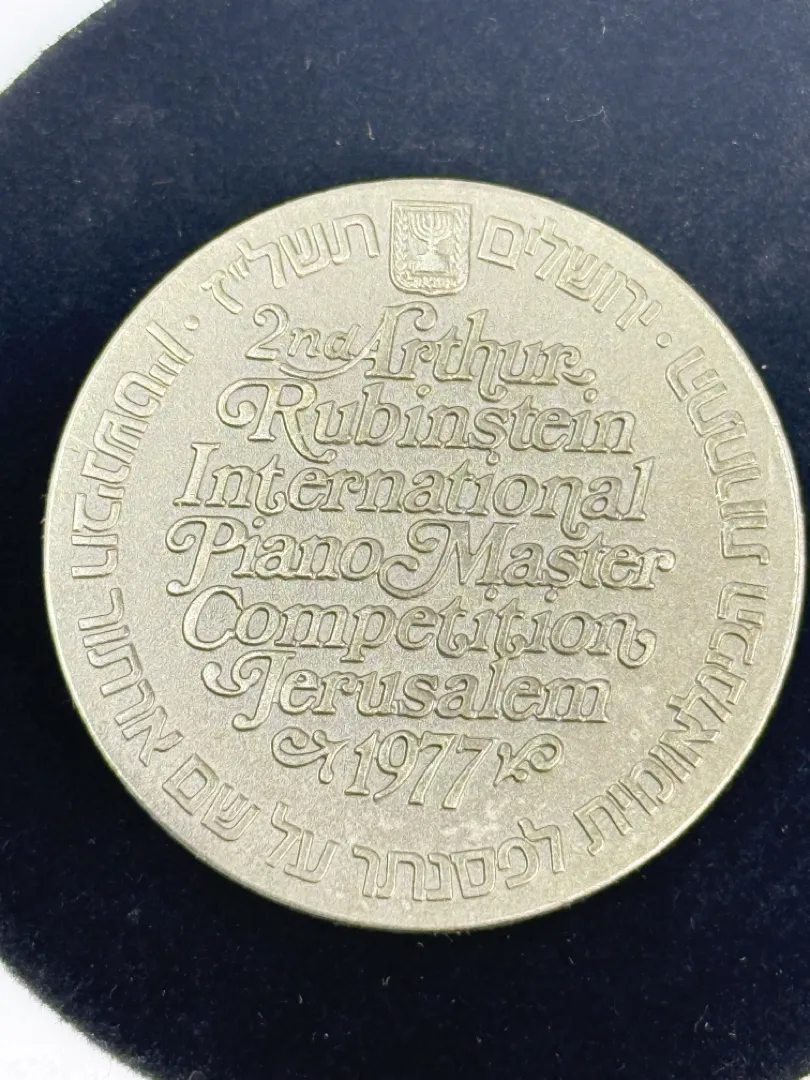 ירושלים תשל"ז
2nd Arthur
Rubinstein
International
Piano Master
Competition
Jerusalem
1977
התחרות הבינלאומית לפסנתר על שם ארתור רובינשטיין